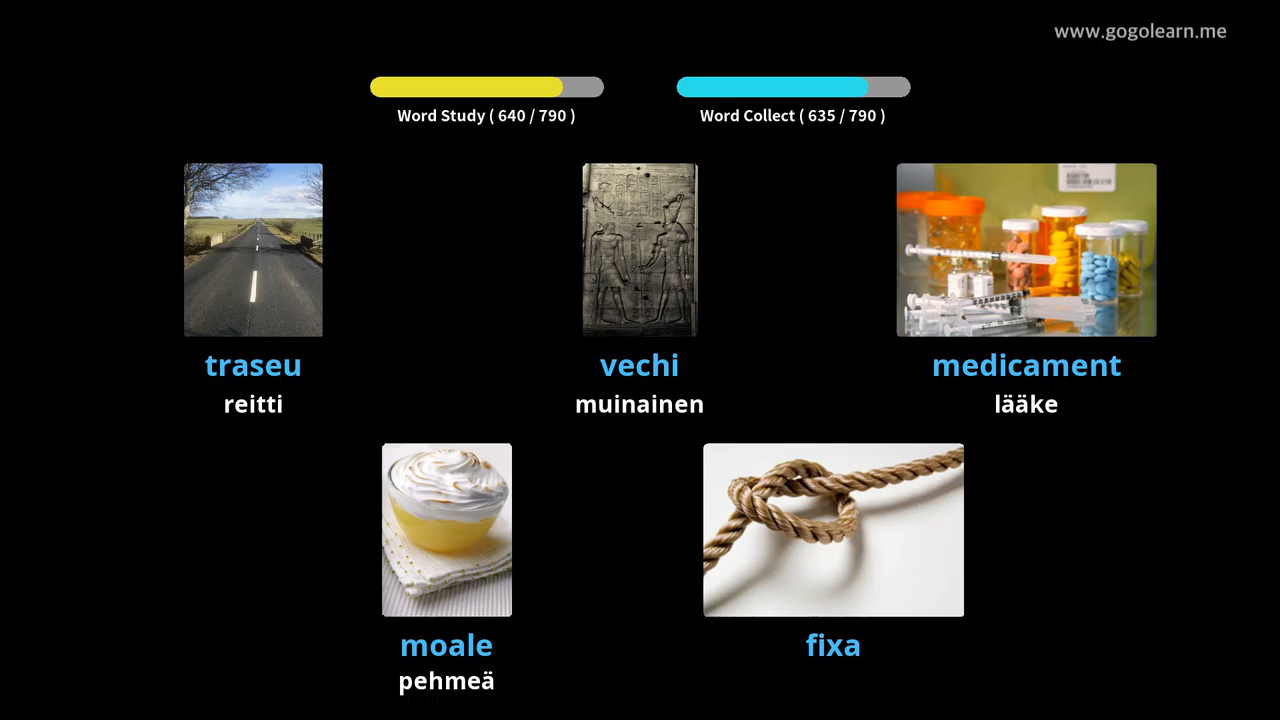 www.gogolearn.me
Word Study ( 640 / 790 )
Word Collect ( 635 / 790 )
traseu
reitti
vechi
muinainen
medicament
lääke
moale
pehmeä
fixa